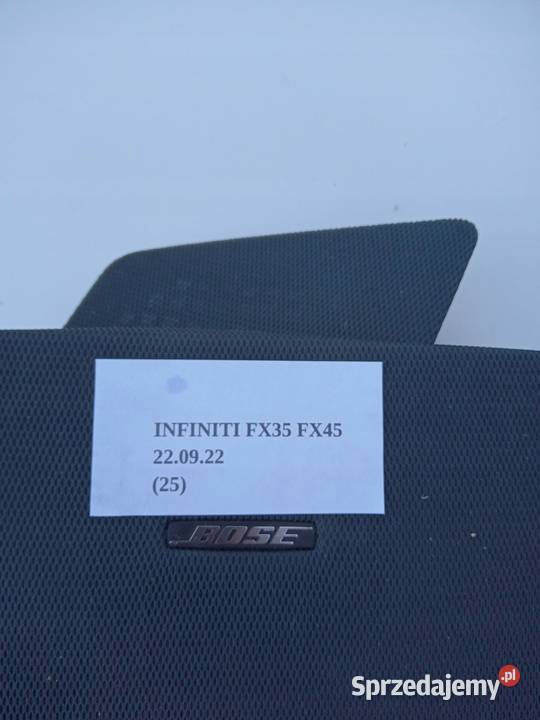 INFINITI FX35 FX45
22.09.22
(25)
BOSE
Sprzedajemy.pl